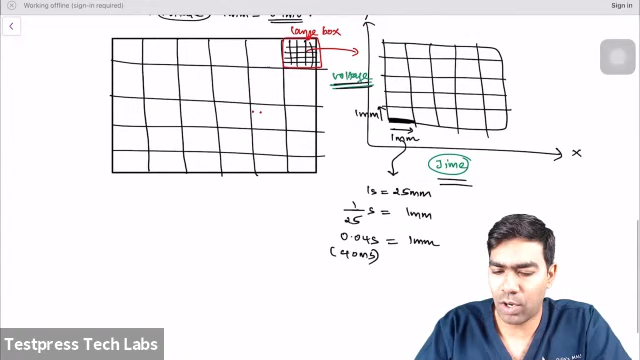 Working offline (sign-in required)
Sign in
Large box
Voltage
y
1mm
1mm
Time
x
1s = 25mm
1/25 s = 1mm
0.04s = 1mm
(40ms)
Testpress Tech Labs